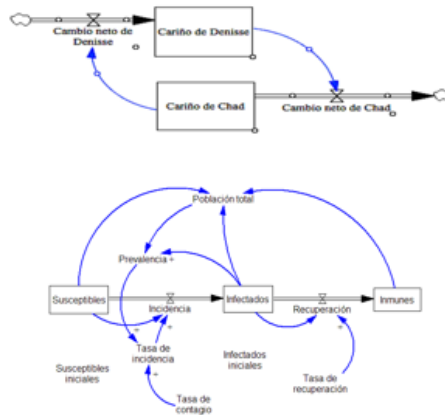 Cambio neto de
Denisse
Cariño de Denisse
Cariño de Chad
Cambio neto de Chad
Población total
Prevalencia +
Susceptibles
Incidencia
Infectados
Recuperación
Inmunes
+
+
+
Tasa de
incidencia
Susceptibles
iniciales
Infectados
iniciales
Tasa de
recuperación
+
Tasa de
contagio